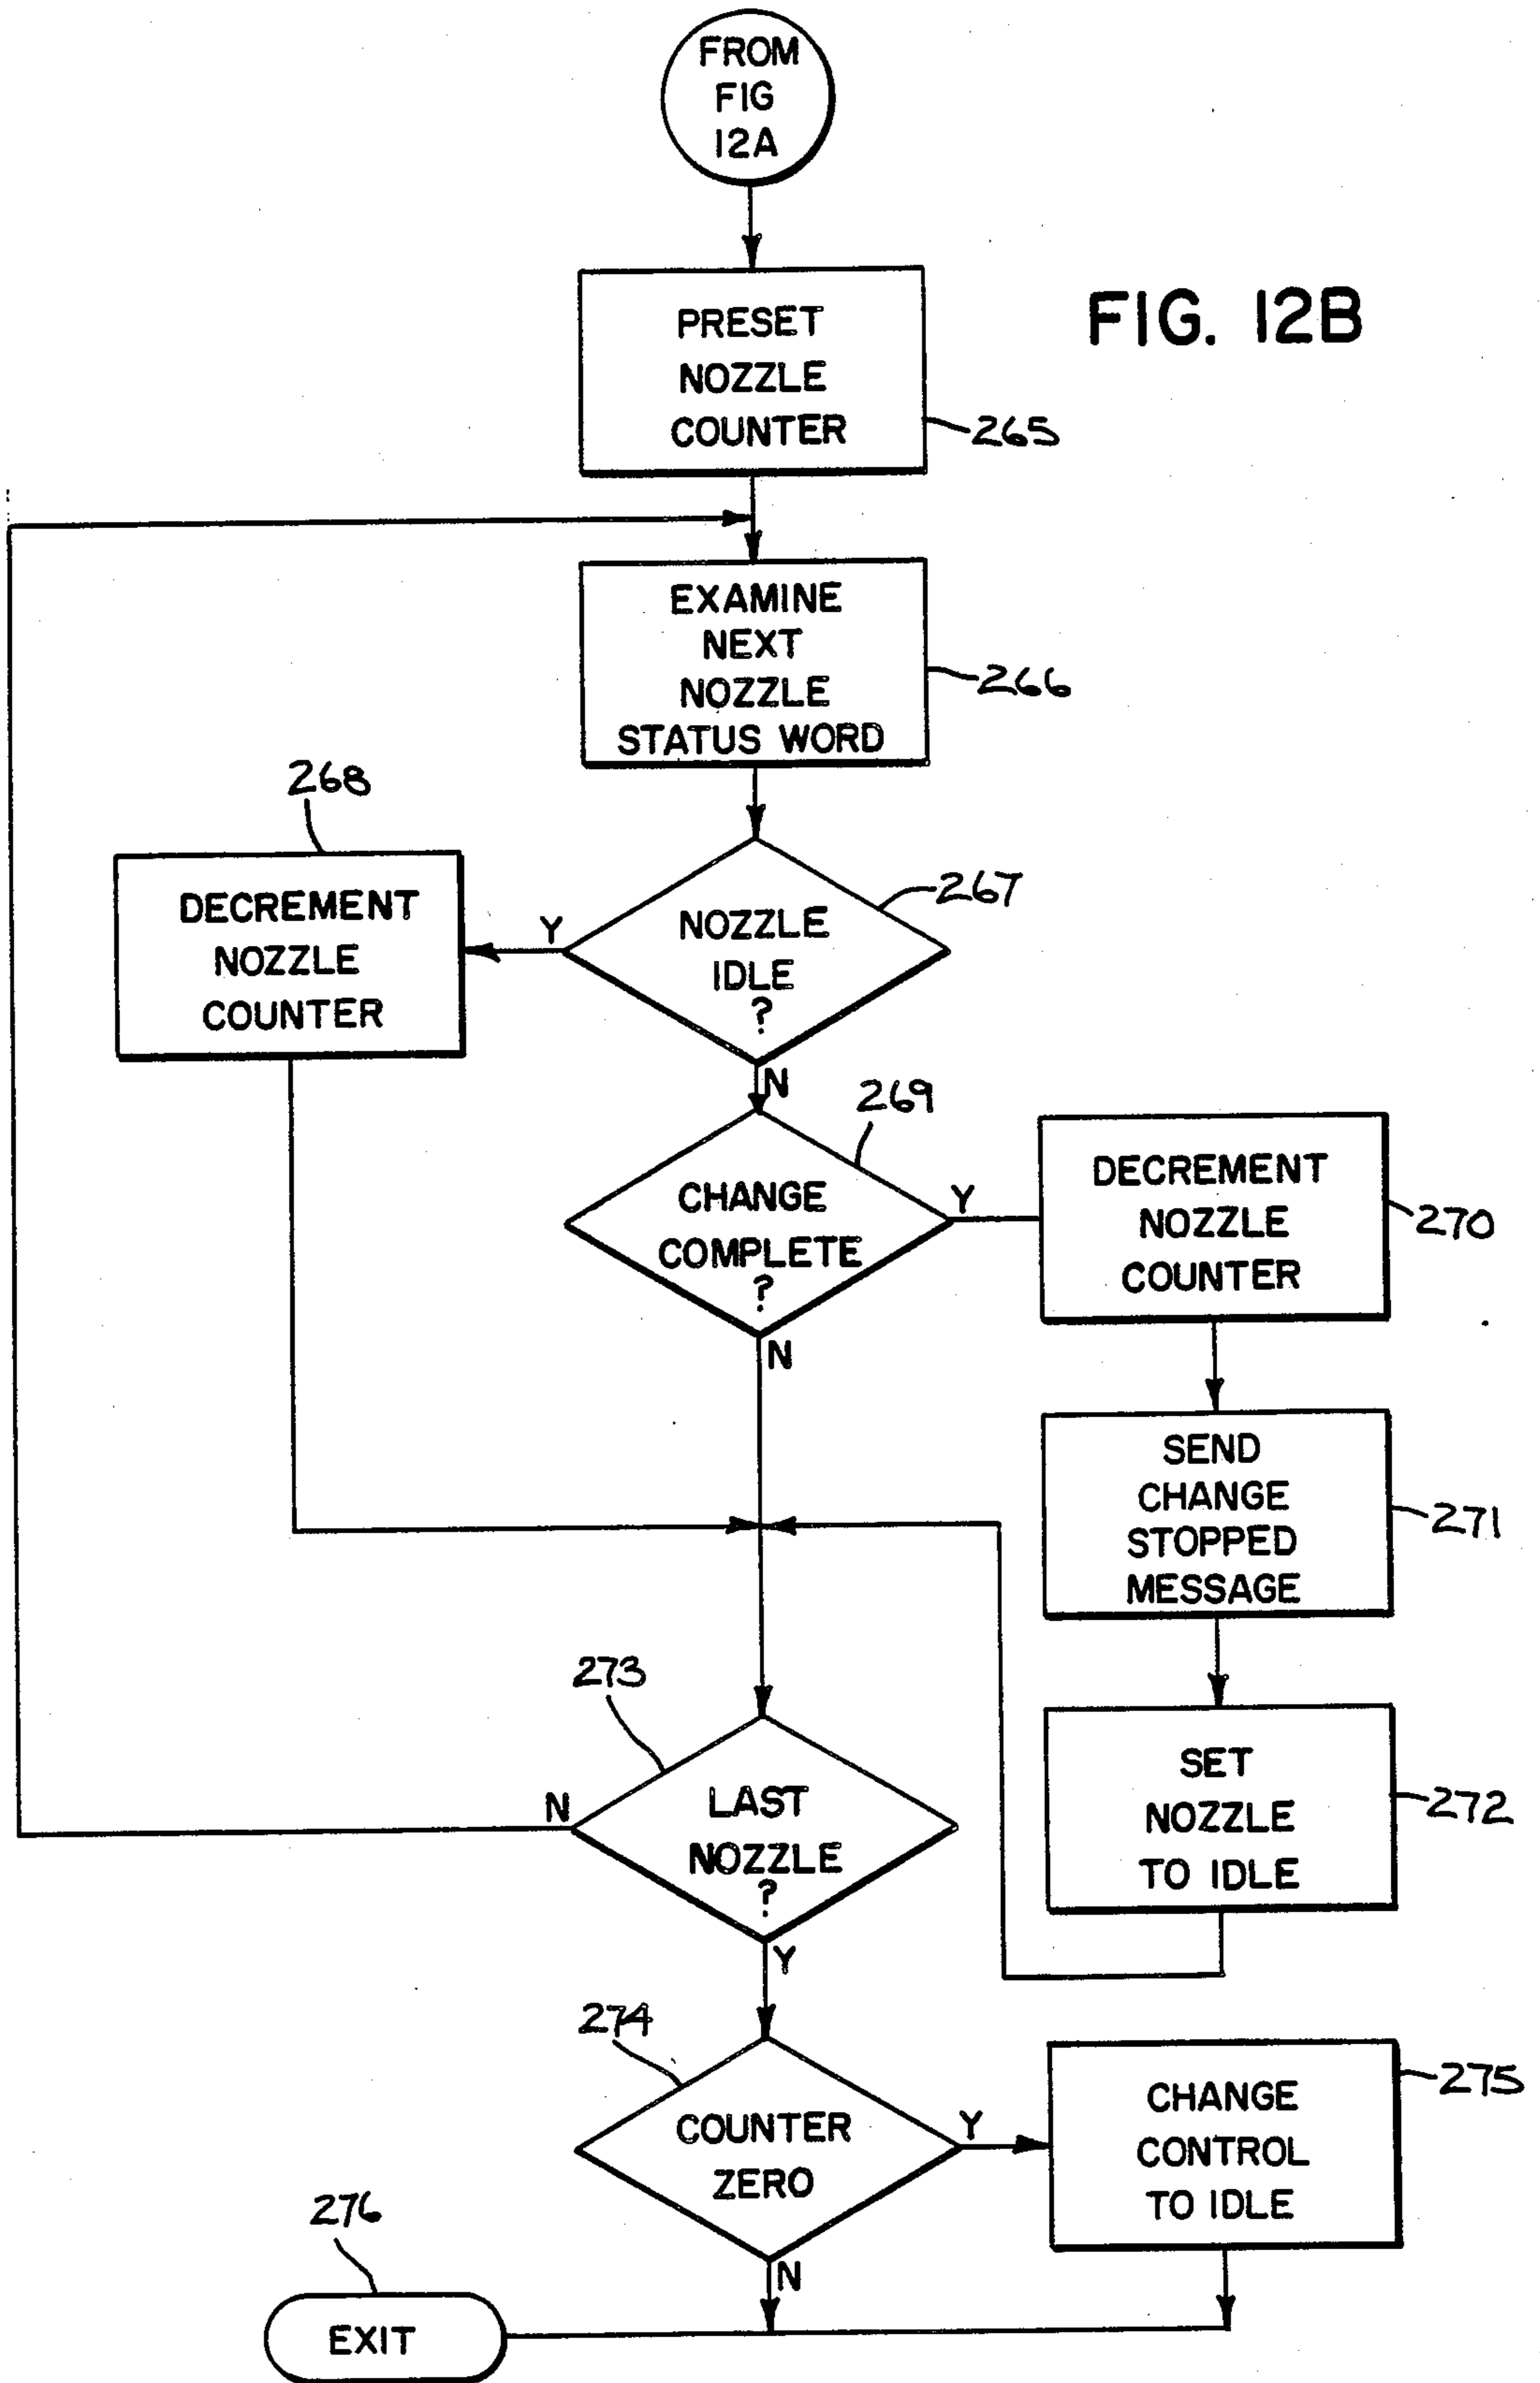 FROM
FIG
12A
FIG. 12B
PRESET
NOZZLE
COUNTER
265
EXAMINE
NEXT
NOZZLE
STATUS WORD
266
268
DECREMENT
NOZZLE
COUNTER
Y
267
NOZZLE
IDLE
?
N
269
CHANGE
COMPLETE
?
Y
N
DECREMENT
NOZZLE
COUNTER
270
SEND
CHANGE
STOPPED
MESSAGE
271
SET
NOZZLE
TO IDLE
272
273
N
LAST
NOZZLE
?
Y
274
COUNTER
ZERO
Y
N
CHANGE
CONTROL
TO IDLE
275
276
EXIT